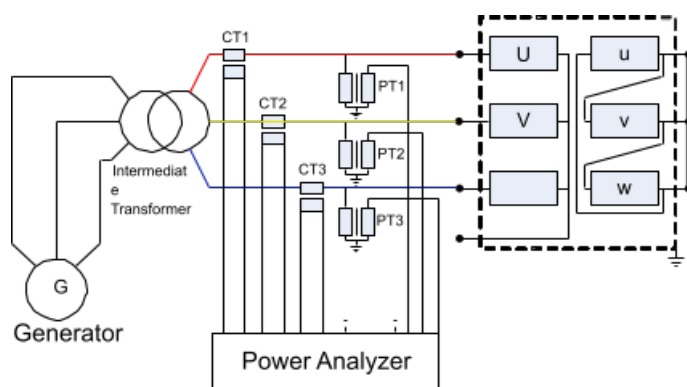 CT1
U
u
PT1
CT2
V
v
PT2
Intermediat
e
Transformer
CT3
w
PT3
G
Generator
Power Analyzer